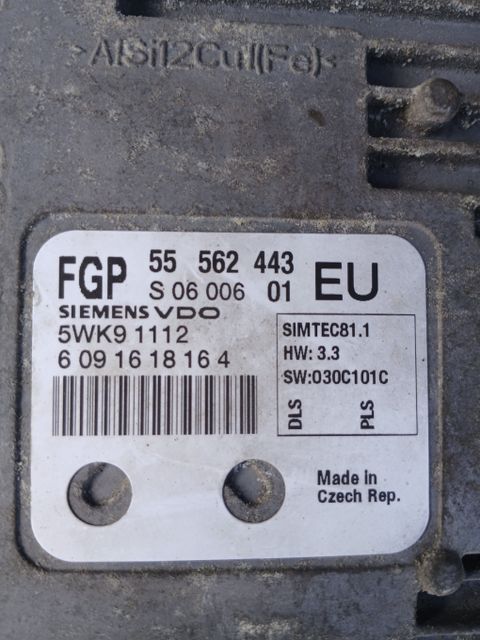 >AlSi12Cu1(Fe)<
FGP 55 562 443 EU
S 06 006 01
SIEMENS VDO
5WK9 1112
6 09 16 18 16 4
SIMTEC81.1
HW: 3.3
SW:030C101C
DLS PLS
Made in
Czech Rep.